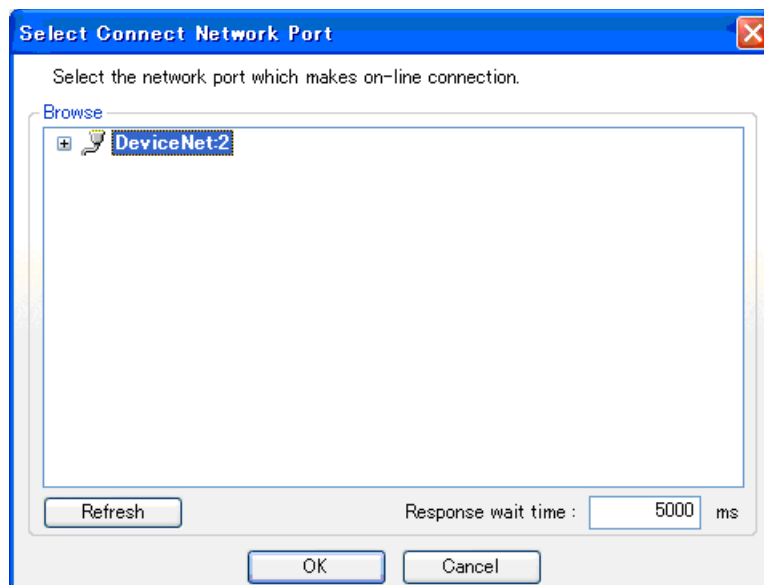 Select Connect Network Port
Select the network port which makes on-line connection.
Browse
DeviceNet:2
Refresh
Response wait time :
5000
ms
OK
Cancel